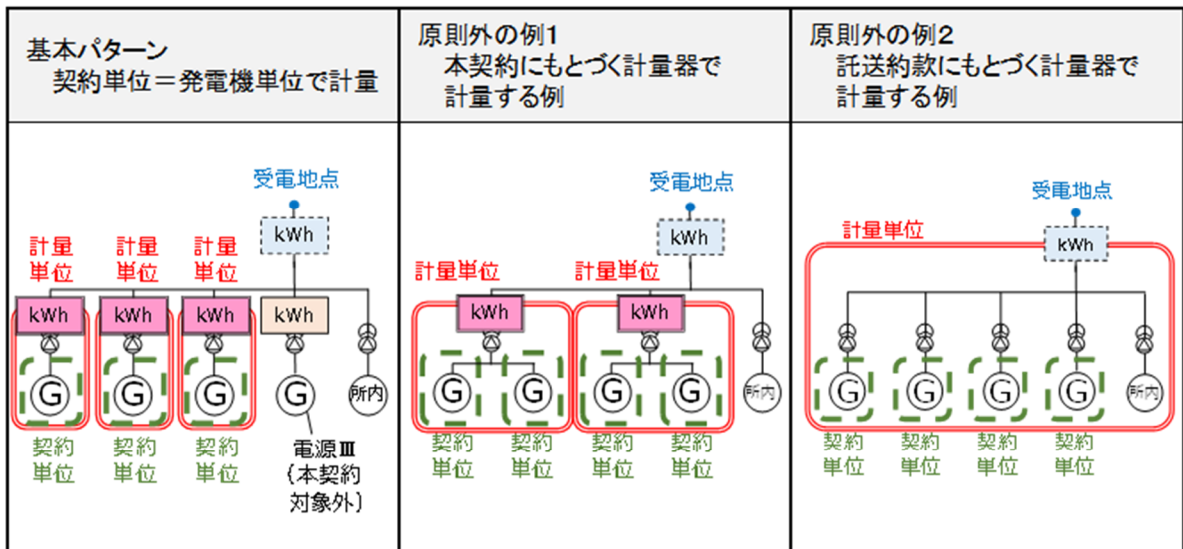 基本パターン
契約単位＝発電機単位で計量
受電地点
kWh
計量
単位
計量
単位
計量
単位
kWh
kWh
kWh
kWh
G
G
G
G
所内
契約
単位
契約
単位
契約
単位
電源Ⅲ
(本契約
対象外)
原則外の例1
本契約にもとづく計量器で
計量する例
受電地点
kWh
計量単位
計量単位
kWh
kWh
G
G
G
G
所内
契約
単位
契約
単位
契約
単位
契約
単位
原則外の例2
託送約款にもとづく計量器で
計量する例
受電地点
計量単位
kWh
G
G
G
G
所内
契約
単位
契約
単位
契約
単位
契約
単位